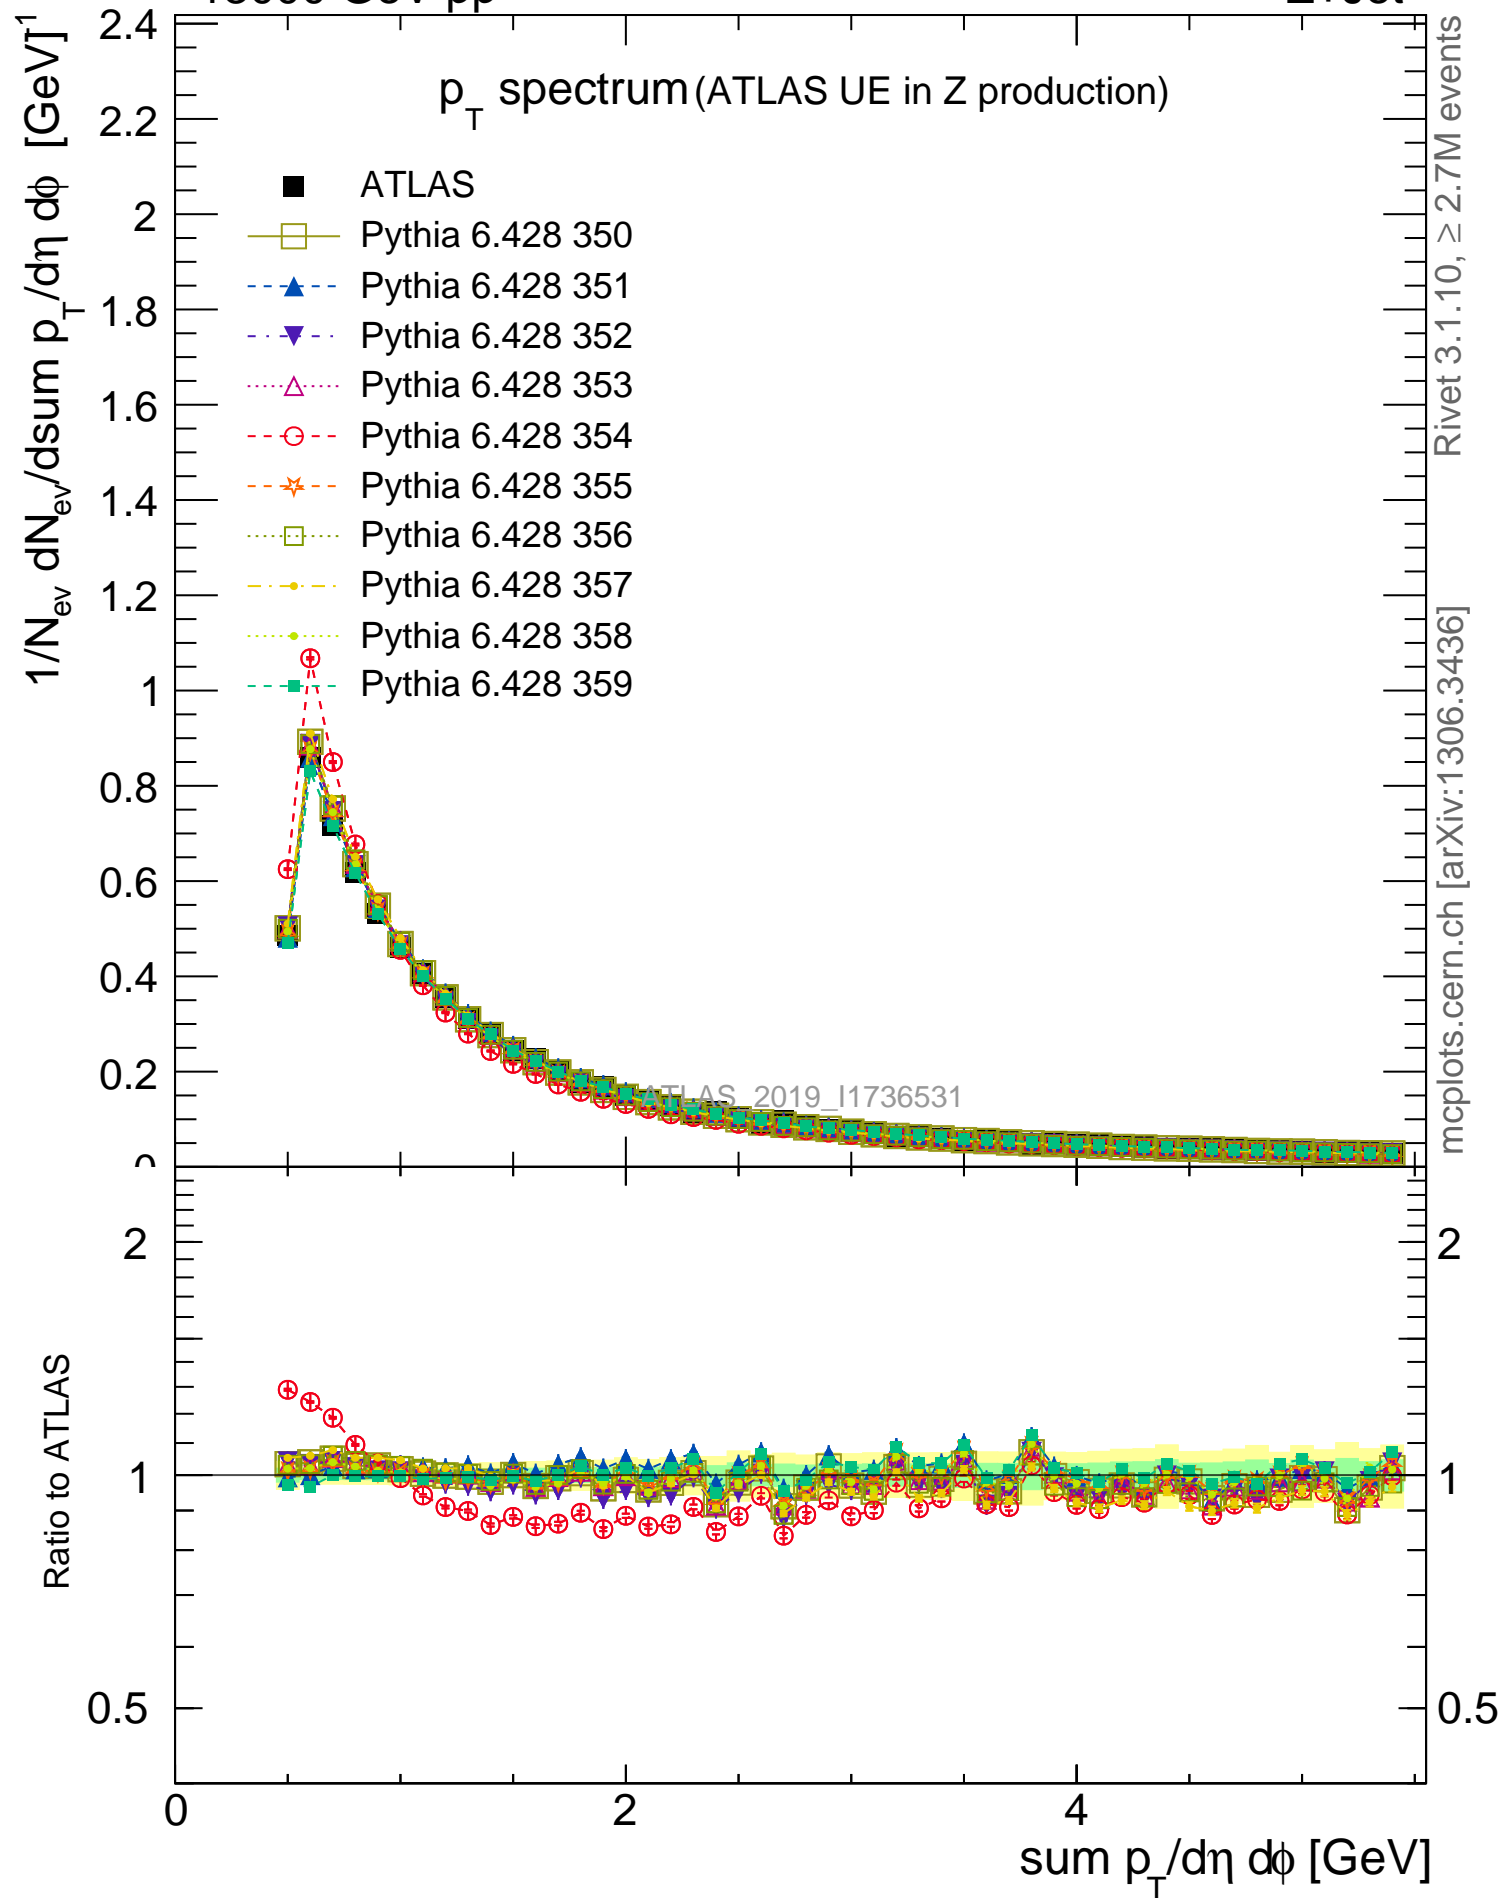 13000 GeV pp
Z+Jet
p_T spectrum (ATLAS UE in Z production)
1/N_ev dN_ev/dsum p_T/dη dϕ [GeV]^-1
ATLAS
Pythia 6.428 350
Pythia 6.428 351
Pythia 6.428 352
Pythia 6.428 353
Pythia 6.428 354
Pythia 6.428 355
Pythia 6.428 356
Pythia 6.428 357
Pythia 6.428 358
Pythia 6.428 359
2.4
2.2
2
1.8
1.6
1.4
1.2
1
0.8
0.6
0.4
0.2
0
ATLAS_2019_I1736531
Rivet 3.1.10, ≥ 2.7M events
mcplots.cern.ch [arXiv:1306.3436]
Ratio to ATLAS
2
1
0.5
2
1
0.5
0
2
4
sum p_T/dη dϕ [GeV]